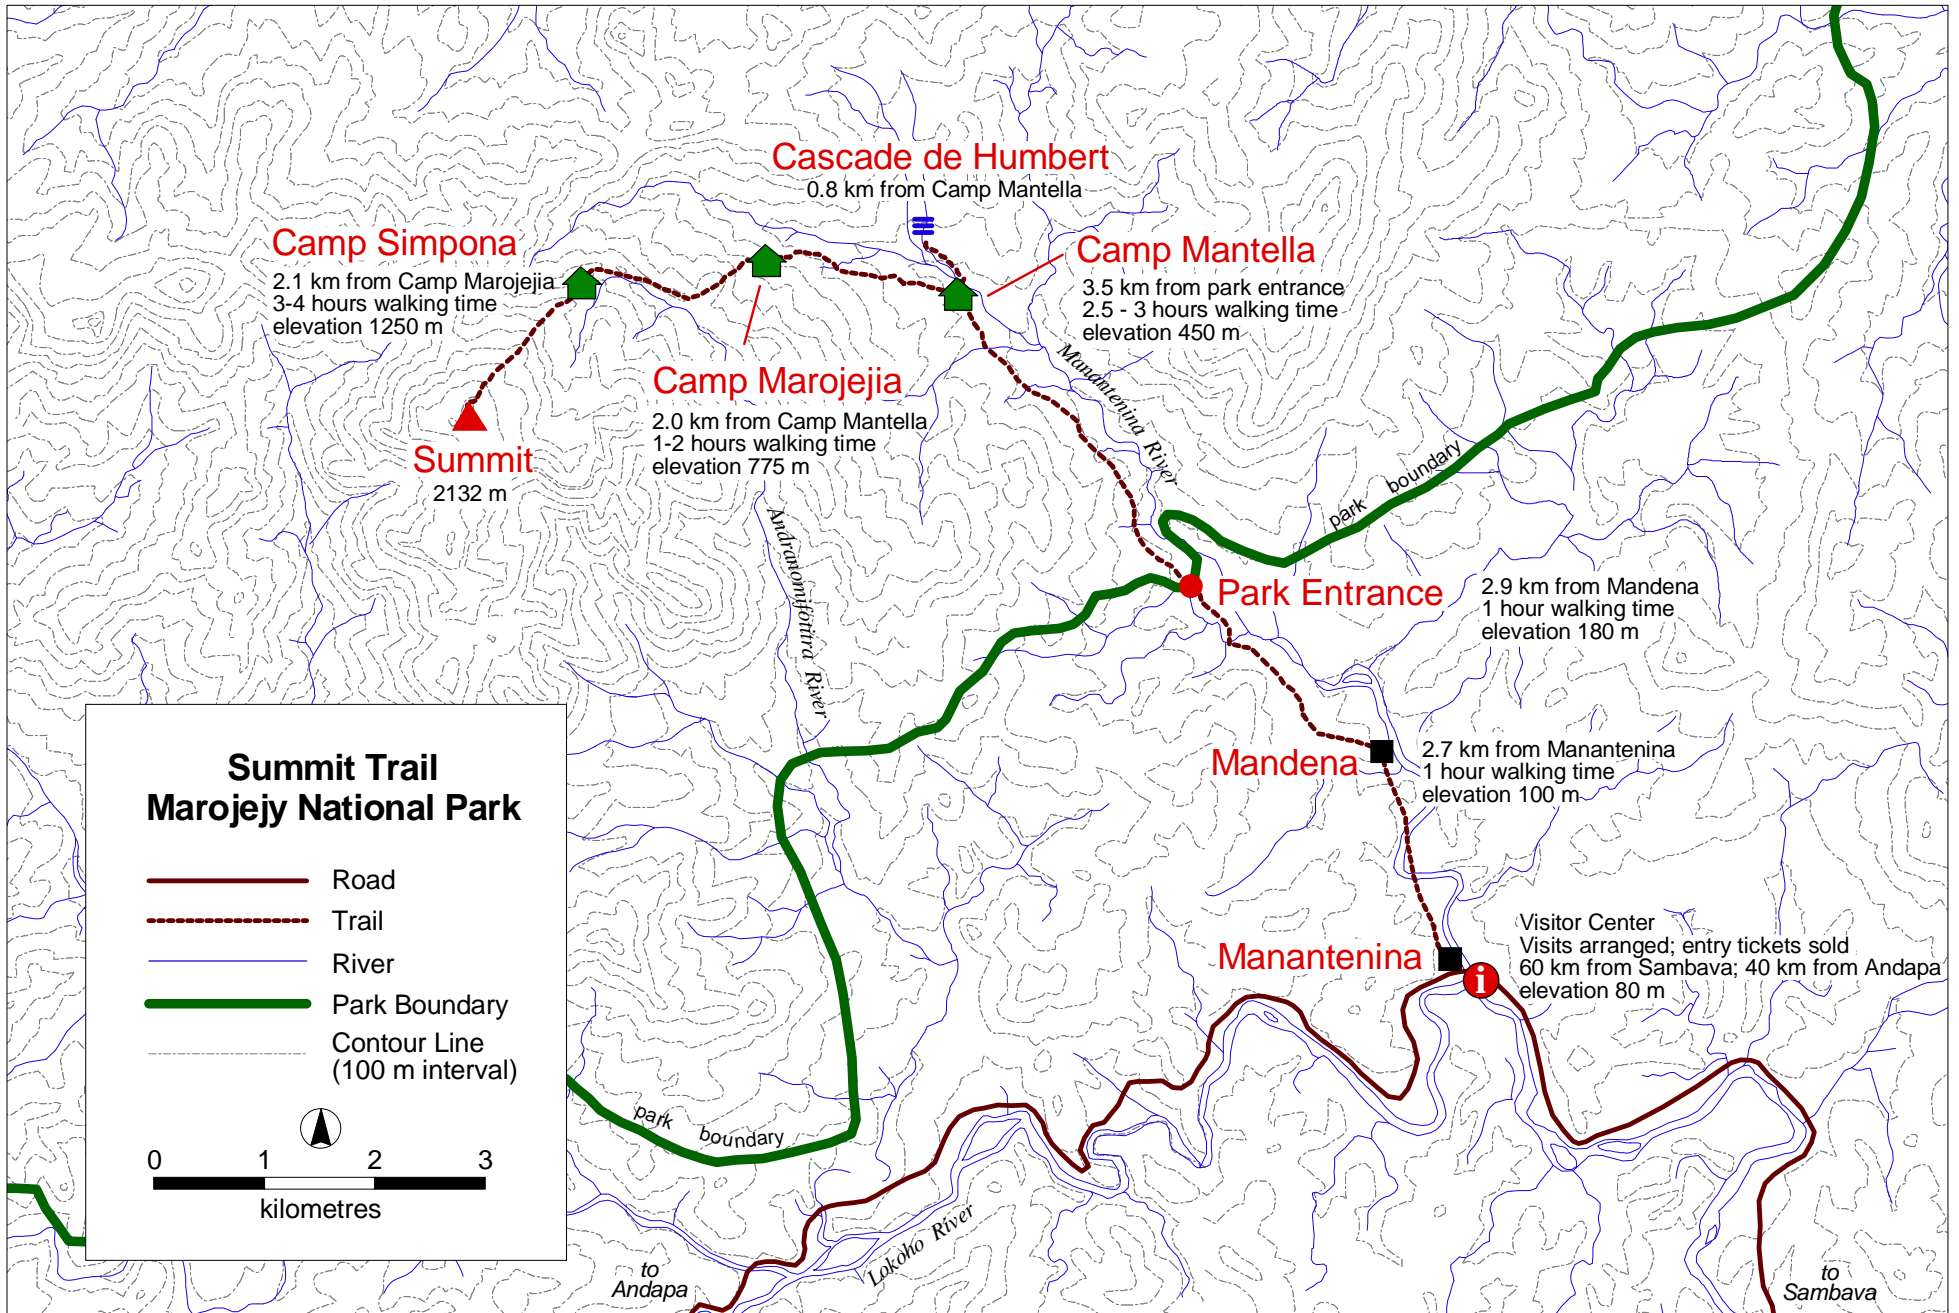 Cascade de Humbert
0.8 km from Camp Mantella
Camp Simpona
2.1 km from Camp Marojejia
3-4 hours walking time
elevation 1250 m
Camp Mantella
3.5 km from park entrance
2.5 - 3 hours walking time
elevation 450 m
Camp Marojejia
2.0 km from Camp Mantella
1-2 hours walking time
elevation 775 m
Summit
2132 m
Manantenina River
park boundary
Andranomifotitra River
Park Entrance
2.9 km from Mandena
1 hour walking time
elevation 180 m
Mandena
2.7 km from Manantenina
1 hour walking time
elevation 100 m
Manantenina
i
Visitor Center
Visits arranged; entry tickets sold
60 km from Sambava; 40 km from Andapa
elevation 80 m
Summit Trail
Marojejy National Park
Road
Trail
River
Park Boundary
Contour Line
(100 m interval)
0 1 2 3
kilometres
park boundary
Lokoho River
to
Andapa
to
Sambava